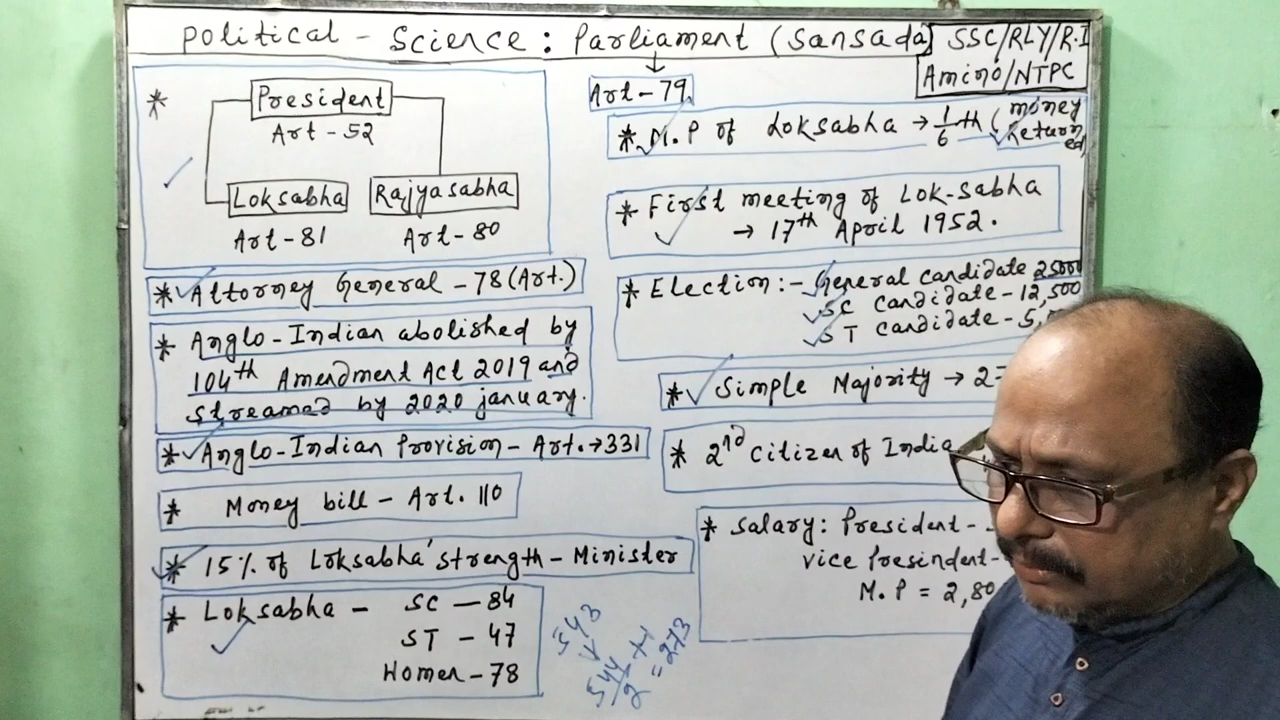 Political - Science : Parliament (Sansada)
SSC/RLY/R.I
Amino/NTPC
Art - 79
* President
Art - 52
Loksabha Rajyasabha
Art - 81 Art - 80
* Attorney General - 78 (Art.)
* Anglo-Indian abolished by
104th Amendment Act 2019 and
streamed by 2020 january.
* Anglo-Indian Provision - Art. → 331
* Money bill - Art. 110
* 15% of Loksabha's strength - Minister
* Loksabha - SC - 84
ST - 47
Women - 78
543
544/2 + 1 = 273
* M.P of Loksabha → 1/6 th (money
Returned
* First meeting of Lok-Sabha
→ 17th April 1952.
* Election :- General candidate 25000
SC candidate - 12,500
ST candidate - 5,
* Simple Majority → 27
* 2nd Citizen of India
* Salary: President -
Vice Presindent -
M.P = 2,80